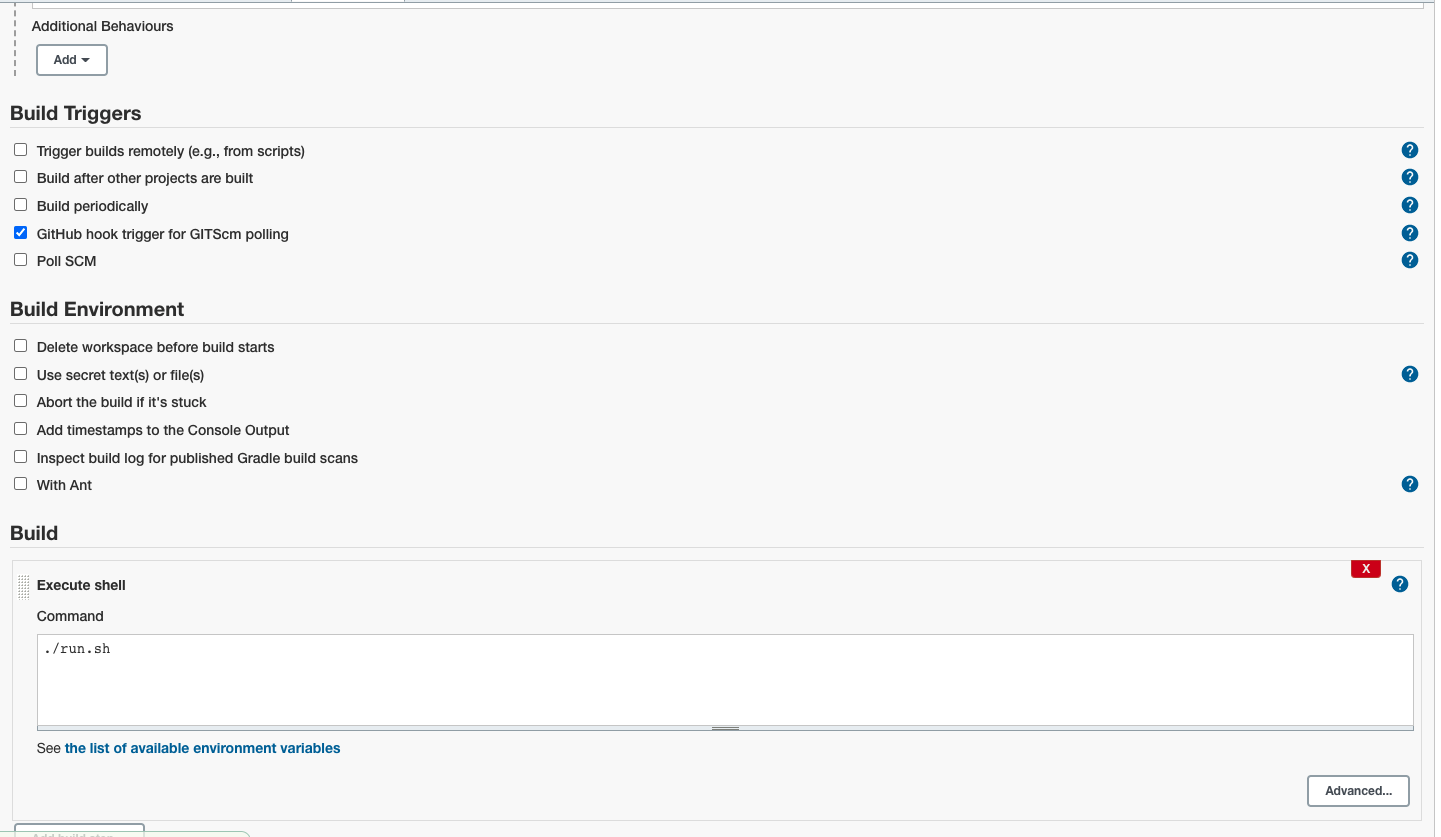 Additional Behaviours
Add
Build Triggers
Trigger builds remotely (e.g., from scripts)
?
Build after other projects are built
?
Build periodically
?
GitHub hook trigger for GITScm polling
?
Poll SCM
?
Build Environment
Delete workspace before build starts
Use secret text(s) or file(s)
?
Abort the build if it's stuck
Add timestamps to the Console Output
Inspect build log for published Gradle build scans
With Ant
?
Build
X
Execute shell
?
Command
./run.sh
See the list of available environment variables
Advanced...
Add build step